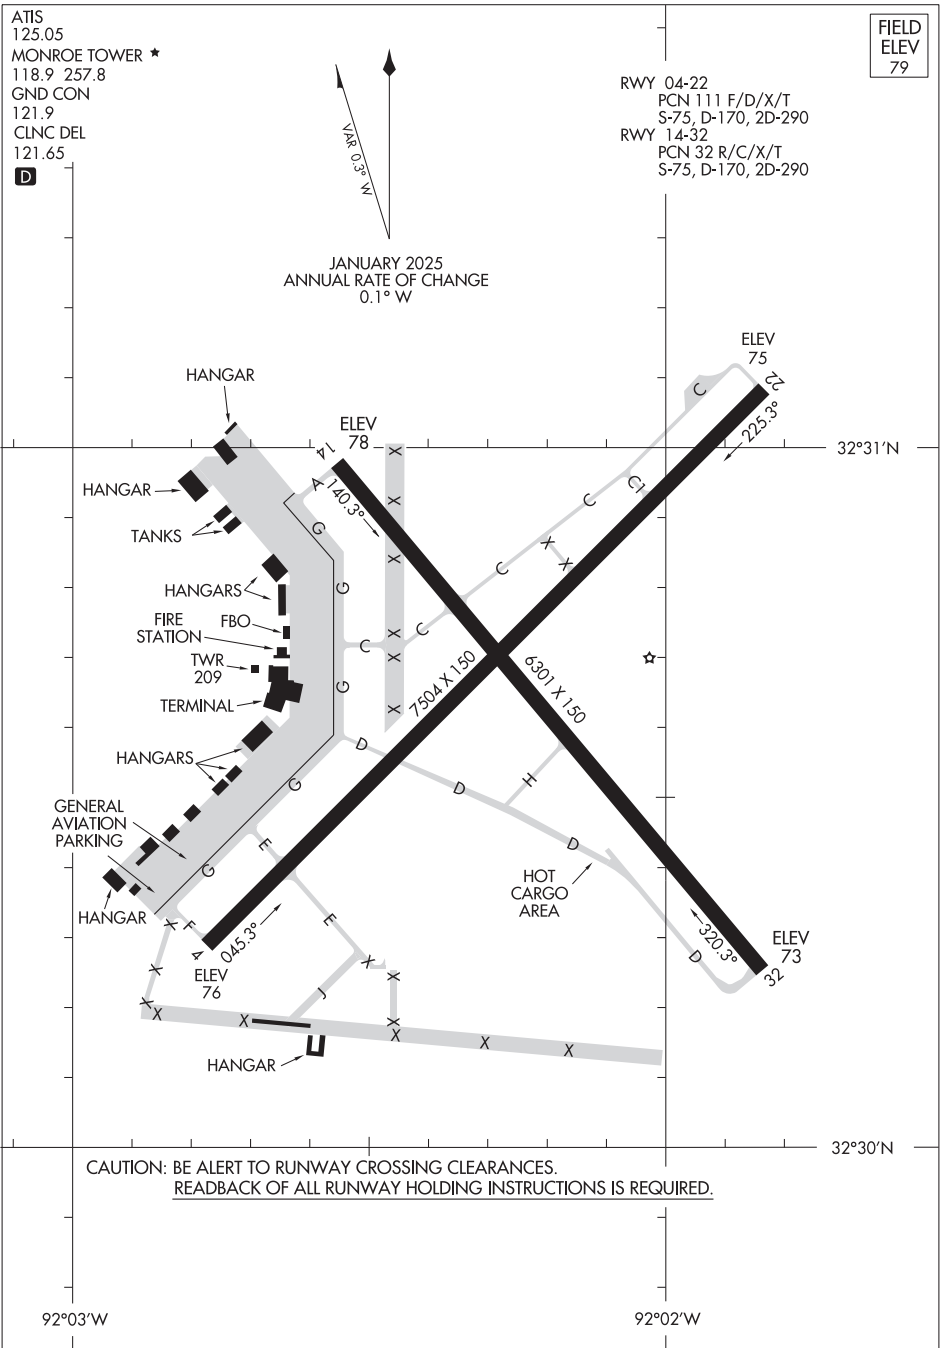 ATIS
125.05
MONROE TOWER
118.9 257.8
GND CON
121.9
CLNC DEL
121.65
D
FIELD
ELEV
79
RWY 04-22
PCN 111 F/D/X/T
S-75, D-170, 2D-290
RWY 14-32
PCN 32 R/C/X/T
S-75, D-170, 2D-290
VAR 0.3° W
JANUARY 2025
ANNUAL RATE OF CHANGE
0.1° W
ELEV
75
22
225.3°
C
HANGAR
ELEV
78
14
X
32°31'N
HANGAR
A
140.3°
C1
C
X
TANKS
G
X
X
X
X
C
HANGARS
G
FIRE
STATION
FBO
X
C
C
X
TWR
209
G
7504 X 150
6301 X 150
TERMINAL
X
D
HANGARS
G
D
H
GENERAL
AVIATION
PARKING
E
D
G
HOT
CARGO
AREA
HANGAR
X
F
E
045.3°
4
ELEV
76
320.3°
D
ELEV
73
32
X
X
X
J
X
X
X
X
X
X
X
HANGAR
32°30'N
CAUTION: BE ALERT TO RUNWAY CROSSING CLEARANCES.
READBACK OF ALL RUNWAY HOLDING INSTRUCTIONS IS REQUIRED.
92°03'W
92°02'W